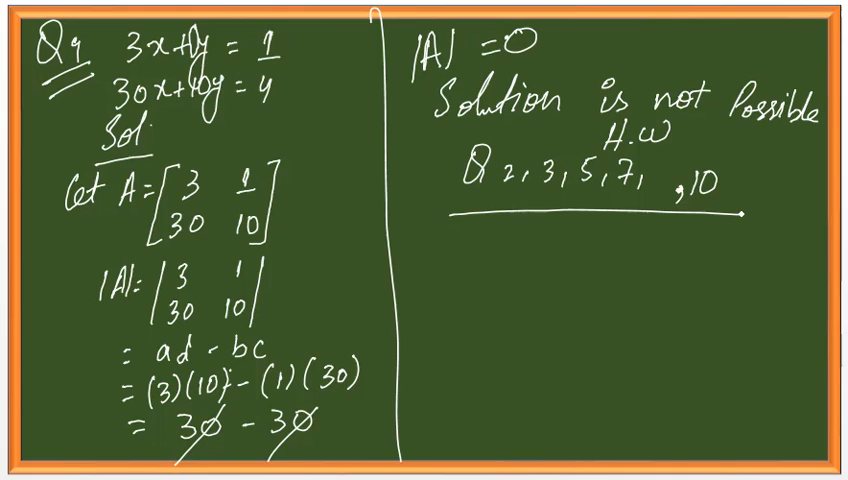 Q 9 3x+y = 1
30x+10y = 4
Sol:
Let A = [3 1
30 10]
|A| = |3 1
30 10|
= ad - bc
= (3)(10) - (1)(30)
= 30 - 30
|A| = 0
Solution is not Possible
H.W
Q 2, 3, 5, 7, , 10